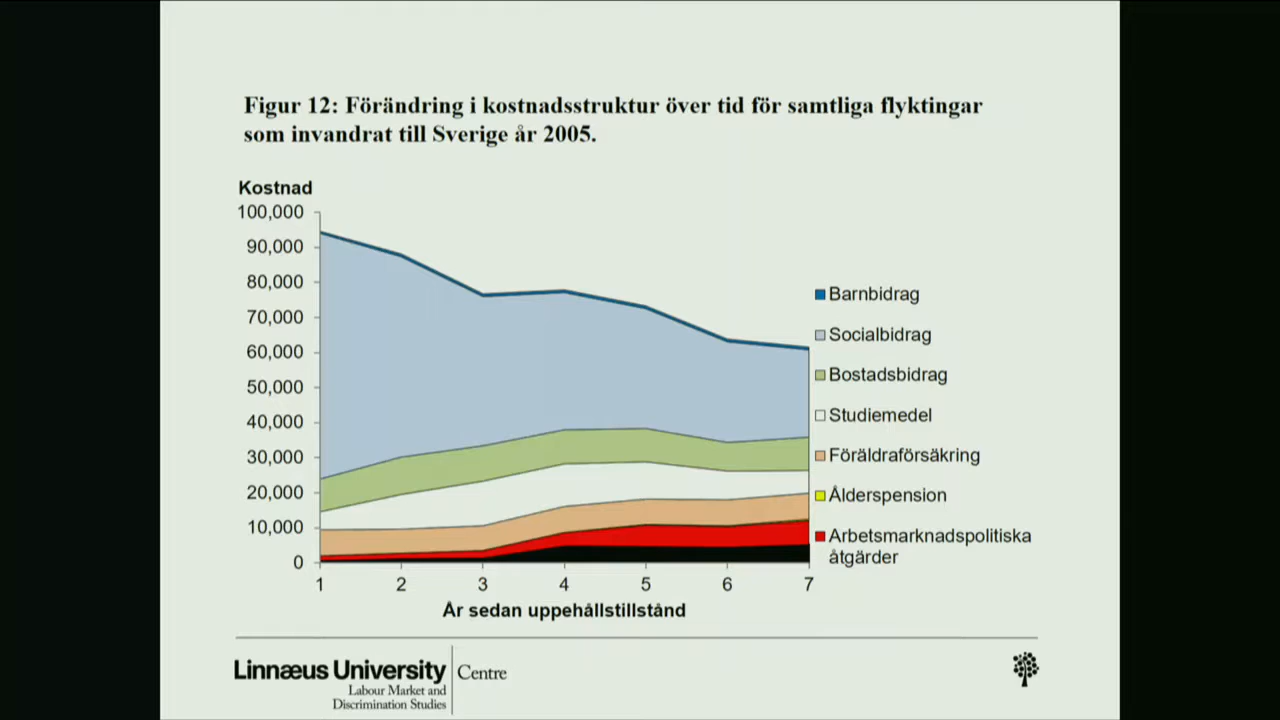 Figur 12: Förändring i kostnadsstruktur över tid för samtliga flyktingar
som invandrat till Sverige år 2005.
Kostnad
100,000
90,000
80,000
70,000
60,000
50,000
40,000
30,000
20,000
10,000
0
1 2 3 4 5 6 7
År sedan uppehållstillstånd
Barnbidrag
Socialbidrag
Bostadsbidrag
Studiemedel
Föräldraförsäkring
Ålderspension
Arbetsmarknadspolitiska
åtgärder
Linnæus University Centre
Labour Market and
Discrimination Studies